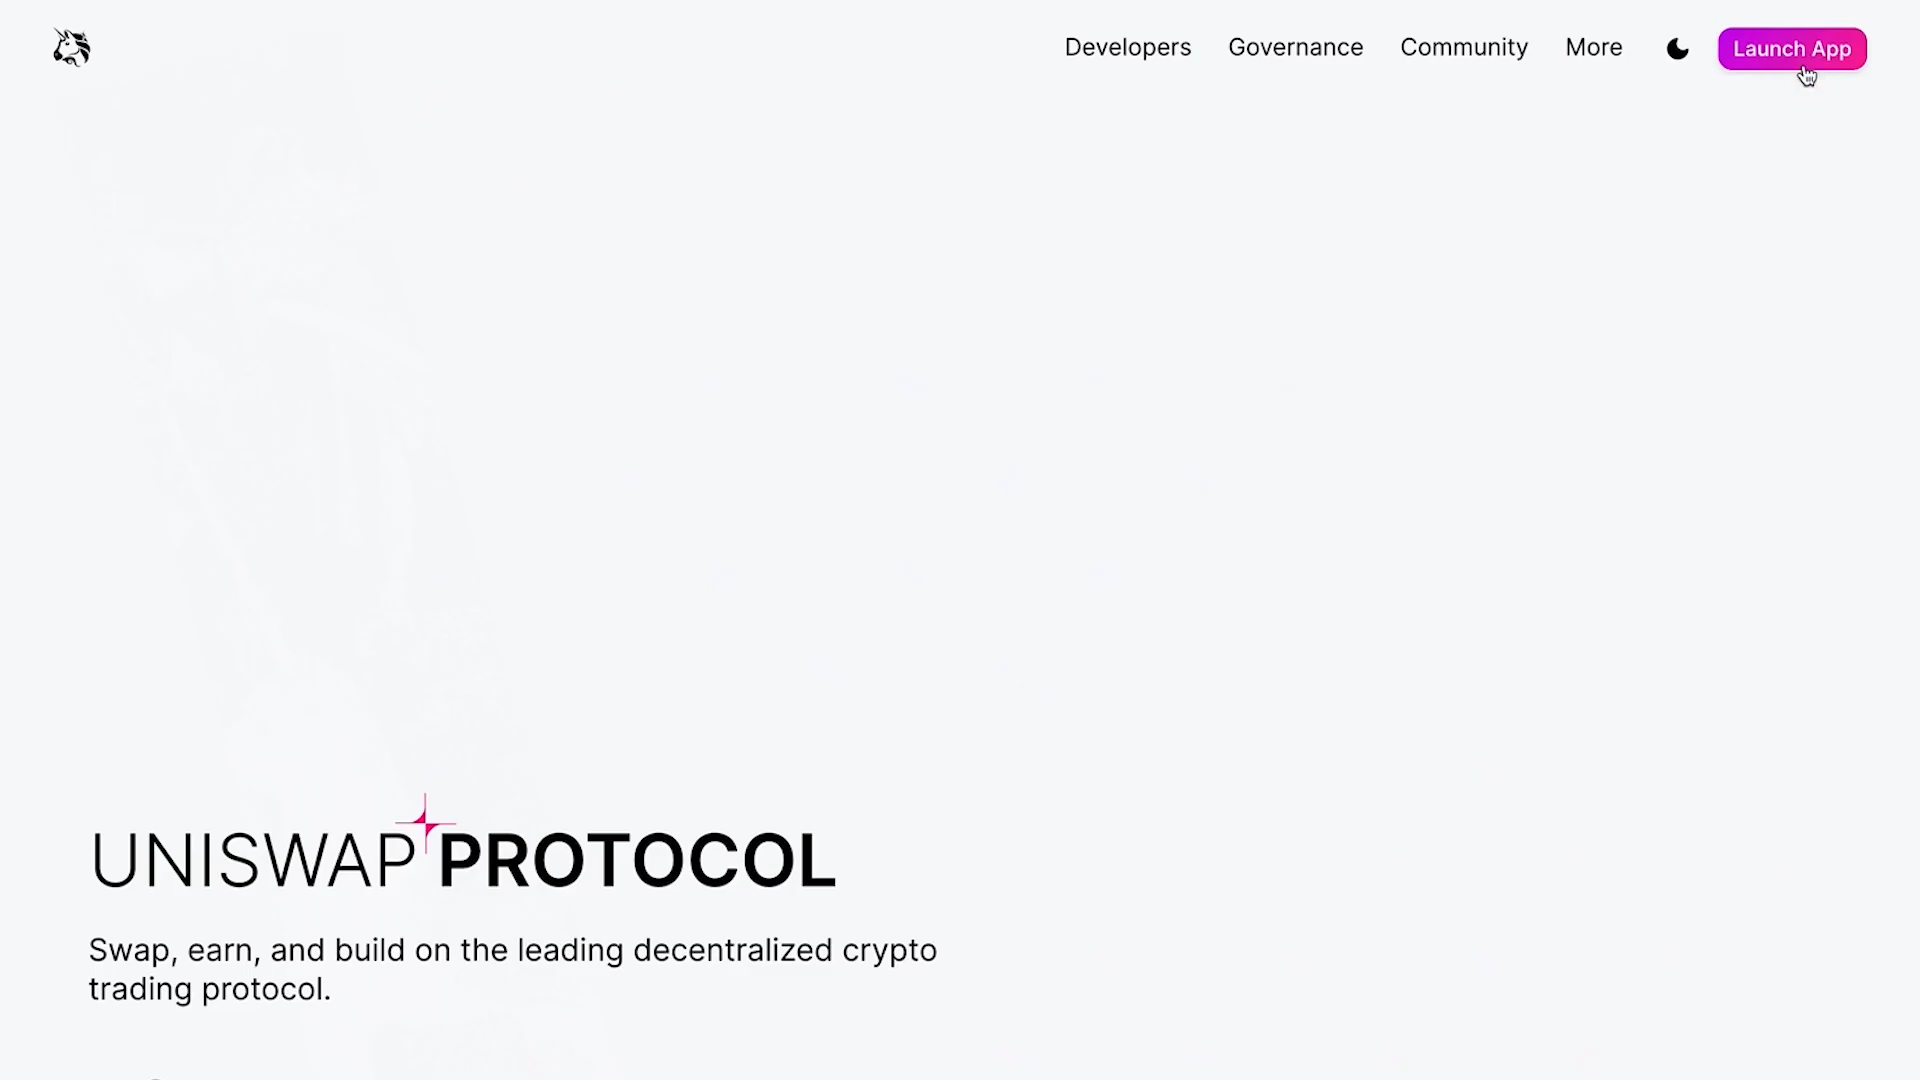 Developers Governance Community More Launch App
UNISWAP PROTOCOL
Swap, earn, and build on the leading decentralized crypto
trading protocol.